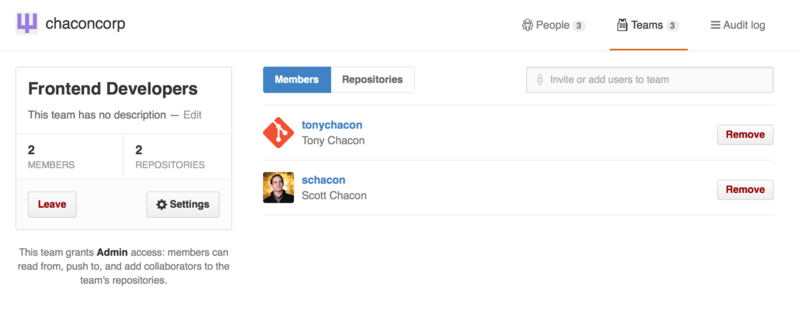 chaconcorp
People 3
Teams 3
Audit log
Frontend Developers
This team has no description — Edit
2
MEMBERS
2
REPOSITORIES
Leave
Settings
This team grants Admin access: members can
read from, push to, and add collaborators to the
team's repositories.
Members
Repositories
Invite or add users to team
tonychacon
Tony Chacon
Remove
schacon
Scott Chacon
Remove